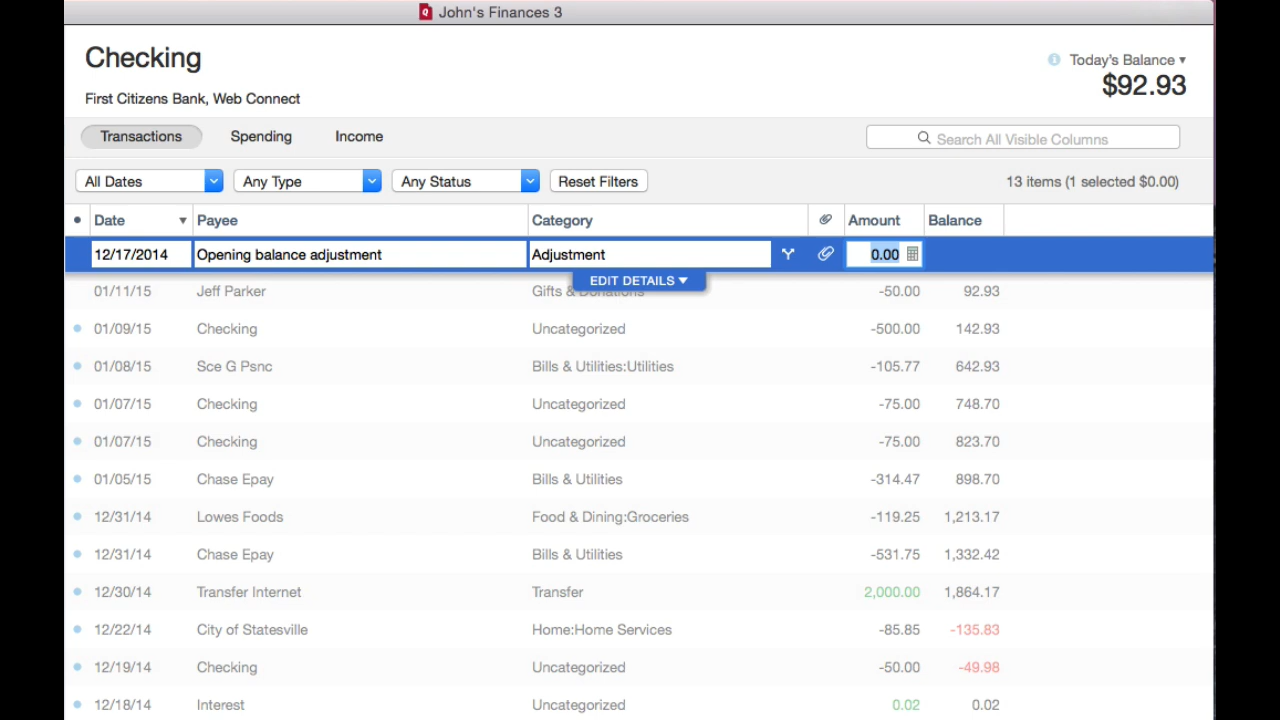 John's Finances 3
Checking
Today's Balance ▾
$92.93
First Citizens Bank, Web Connect
Transactions Spending Income
Search All Visible Columns
All Dates Any Type Any Status Reset Filters 13 items (1 selected $0.00)
Date Payee Category Amount Balance
12/17/2014 Opening balance adjustment Adjustment 0.00
EDIT DETAILS
01/11/15 Jeff Parker Gifts & Donations -50.00 92.93
01/09/15 Checking Uncategorized -500.00 142.93
01/08/15 Sce G Psnc Bills & Utilities:Utilities -105.77 642.93
01/07/15 Checking Uncategorized -75.00 748.70
01/07/15 Checking Uncategorized -75.00 823.70
01/05/15 Chase Epay Bills & Utilities -314.47 898.70
12/31/14 Lowes Foods Food & Dining:Groceries -119.25 1,213.17
12/31/14 Chase Epay Bills & Utilities -531.75 1,332.42
12/30/14 Transfer Internet Transfer 2,000.00 1,864.17
12/22/14 City of Statesville Home:Home Services -85.85 -135.83
12/19/14 Checking Uncategorized -50.00 -49.98
12/18/14 Interest Uncategorized 0.02 0.02